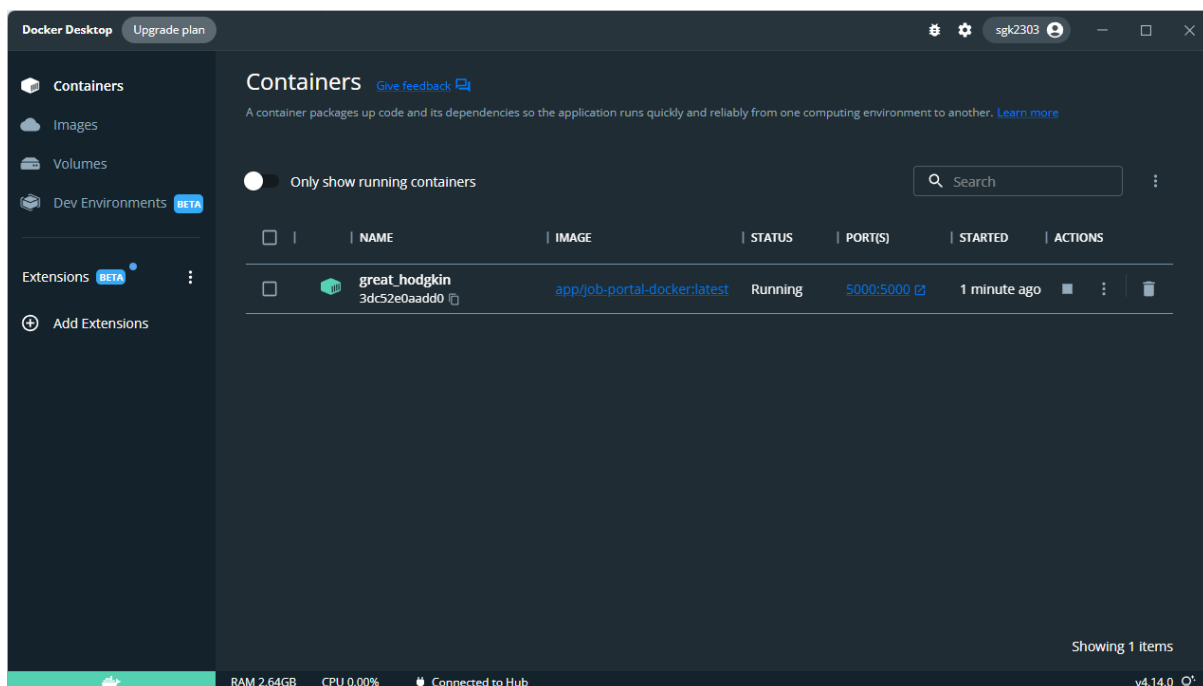 Docker Desktop Upgrade plan sgk2303
Containers
Images
Volumes
Dev Environments BETA
Extensions BETA
Add Extensions
Containers Give feedback
A container packages up code and its dependencies so the application runs quickly and reliably from one computing environment to another. Learn more
Only show running containers Search
NAME IMAGE STATUS PORT(S) STARTED ACTIONS
great_hodgkin
3dc52e0aadd0 app/job-portal-docker:latest Running 5000:5000 1 minute ago
Showing 1 items
RAM 2.64GB CPU 0.00% Connected to Hub v4.14.0